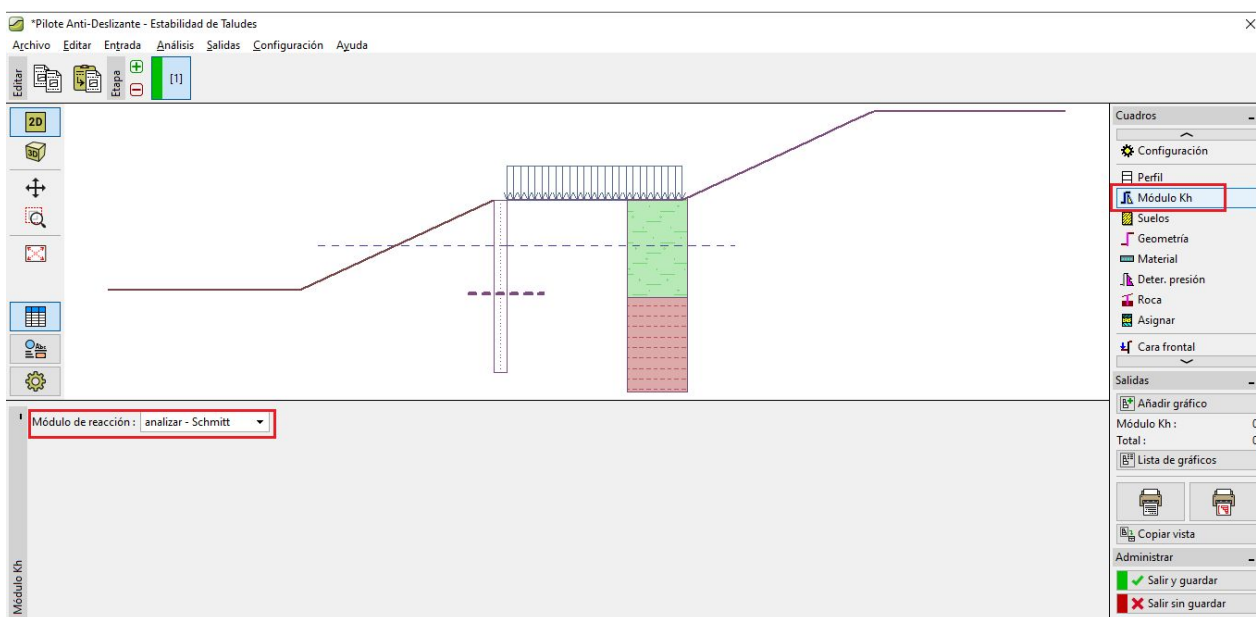 *Pilote Anti-Deslizante - Estabilidad de Taludes
Archivo Editar Entrada Análisis Salidas Configuración Ayuda
Editar
Etapa
[1]
2D
3D
Cuadros
Configuración
Perfil
Módulo Kh
Suelos
Geometría
Material
Deter. presión
Roca
Asignar
Cara frontal
Salidas
Añadir gráfico
Módulo Kh :
Total :
Lista de gráficos
Copiar vista
Administrar
Salir y guardar
Salir sin guardar
Módulo de reacción : analizar - Schmitt
Módulo Kh